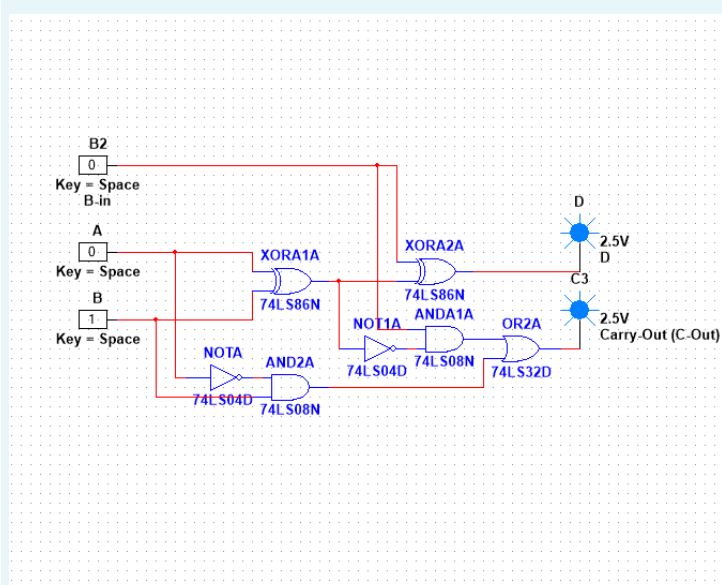 B2
0
Key = Space
B-in
A
0
Key = Space
B
1
Key = Space
XORA1A
74LS86N
XORA2A
74LS86N
NOTA
74LS04D
AND2A
74LS08N
NOT1A
74LS04D
ANDA1A
74LS08N
OR2A
74LS32D
D
2.5V
D
C3
2.5V
Carry-Out (C-Out)